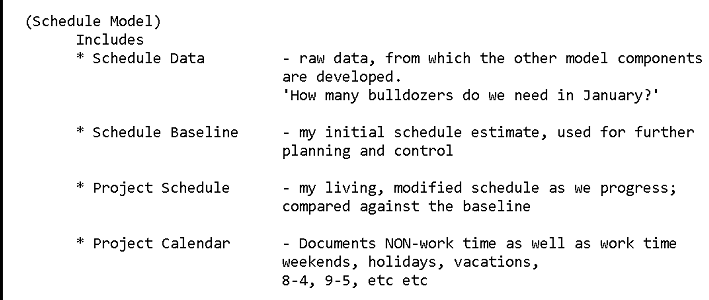 (Schedule Model)
Includes
* Schedule Data - raw data, from which the other model components
are developed.
'How many bulldozers do we need in January?'
* Schedule Baseline - my initial schedule estimate, used for further
planning and control
* Project Schedule - my living, modified schedule as we progress;
compared against the baseline
* Project Calendar - Documents NON-work time as well as work time
weekends, holidays, vacations,
8-4, 9-5, etc etc